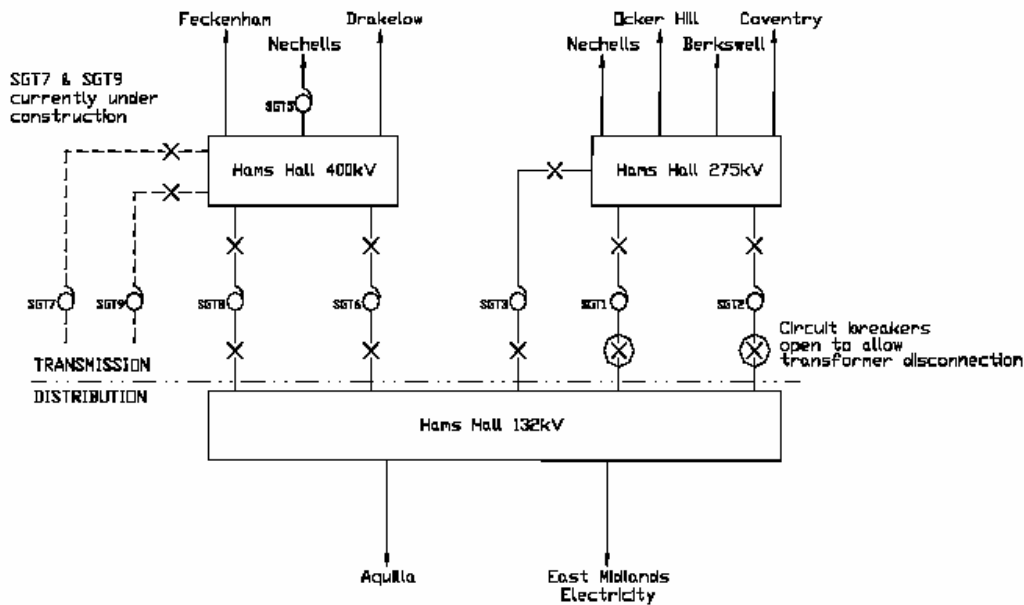 Feckenham
Drakelow
Ocker Hill
Coventry
Nechells
Nechells
Berkswell
SGT7 & SGT9
currently under
construction
SGT5
Hams Hall 400kV
Hams Hall 275kV
SGT7
SGT9
SGT8
SGT6
SGT3
SGT1
SGT2
Circuit breakers
open to allow
transformer disconnection
TRANSMISSION
DISTRIBUTION
Hams Hall 132kV
Aquilla
East Midlands
Electricity